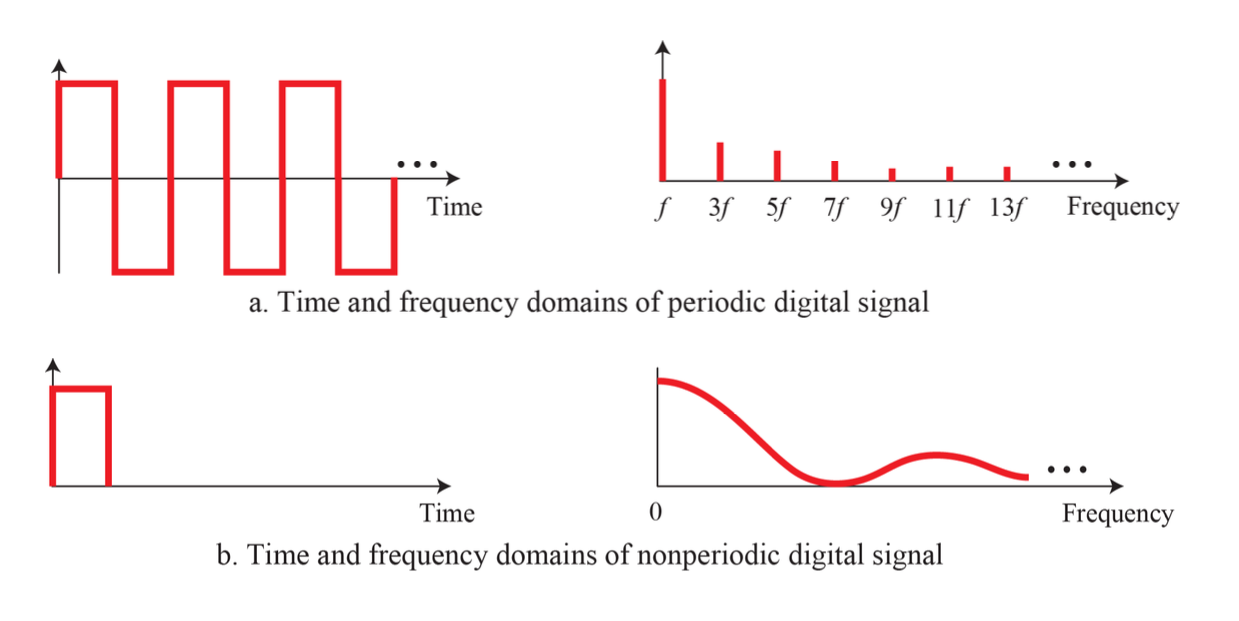 Time
f 3f 5f 7f 9f 11f 13f Frequency
a. Time and frequency domains of periodic digital signal
Time
0 Frequency
b. Time and frequency domains of nonperiodic digital signal